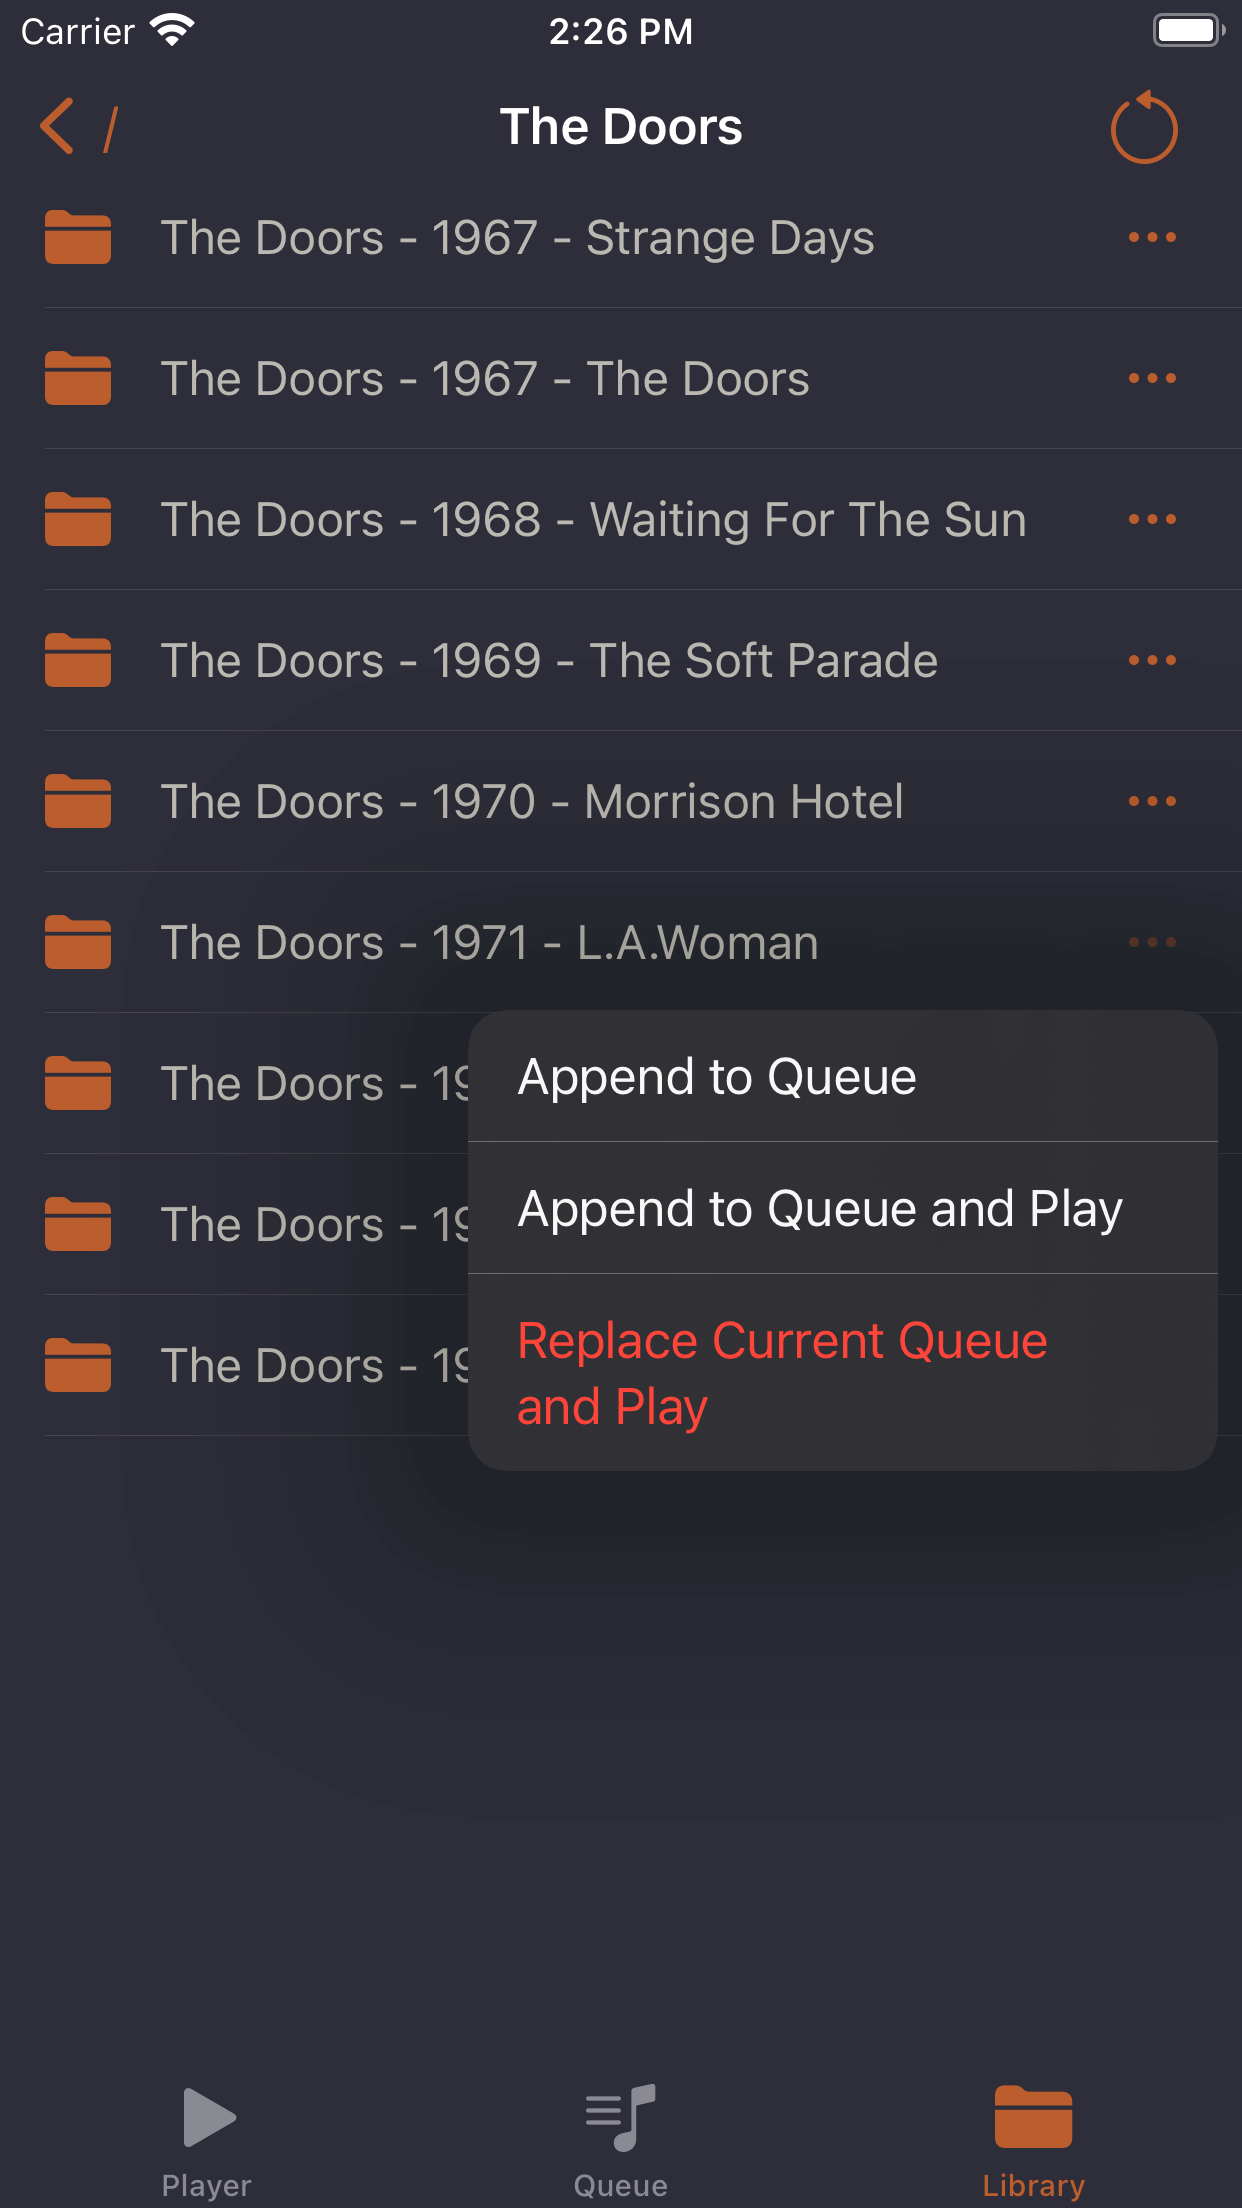 Carrier 2:26 PM
/ The Doors
The Doors - 1967 - Strange Days
The Doors - 1967 - The Doors
The Doors - 1968 - Waiting For The Sun
The Doors - 1969 - The Soft Parade
The Doors - 1970 - Morrison Hotel
The Doors - 1971 - L.A.Woman
The Doors - 19
Append to Queue
The Doors - 19
Append to Queue and Play
The Doors - 19
Replace Current Queue
and Play
Player Queue Library